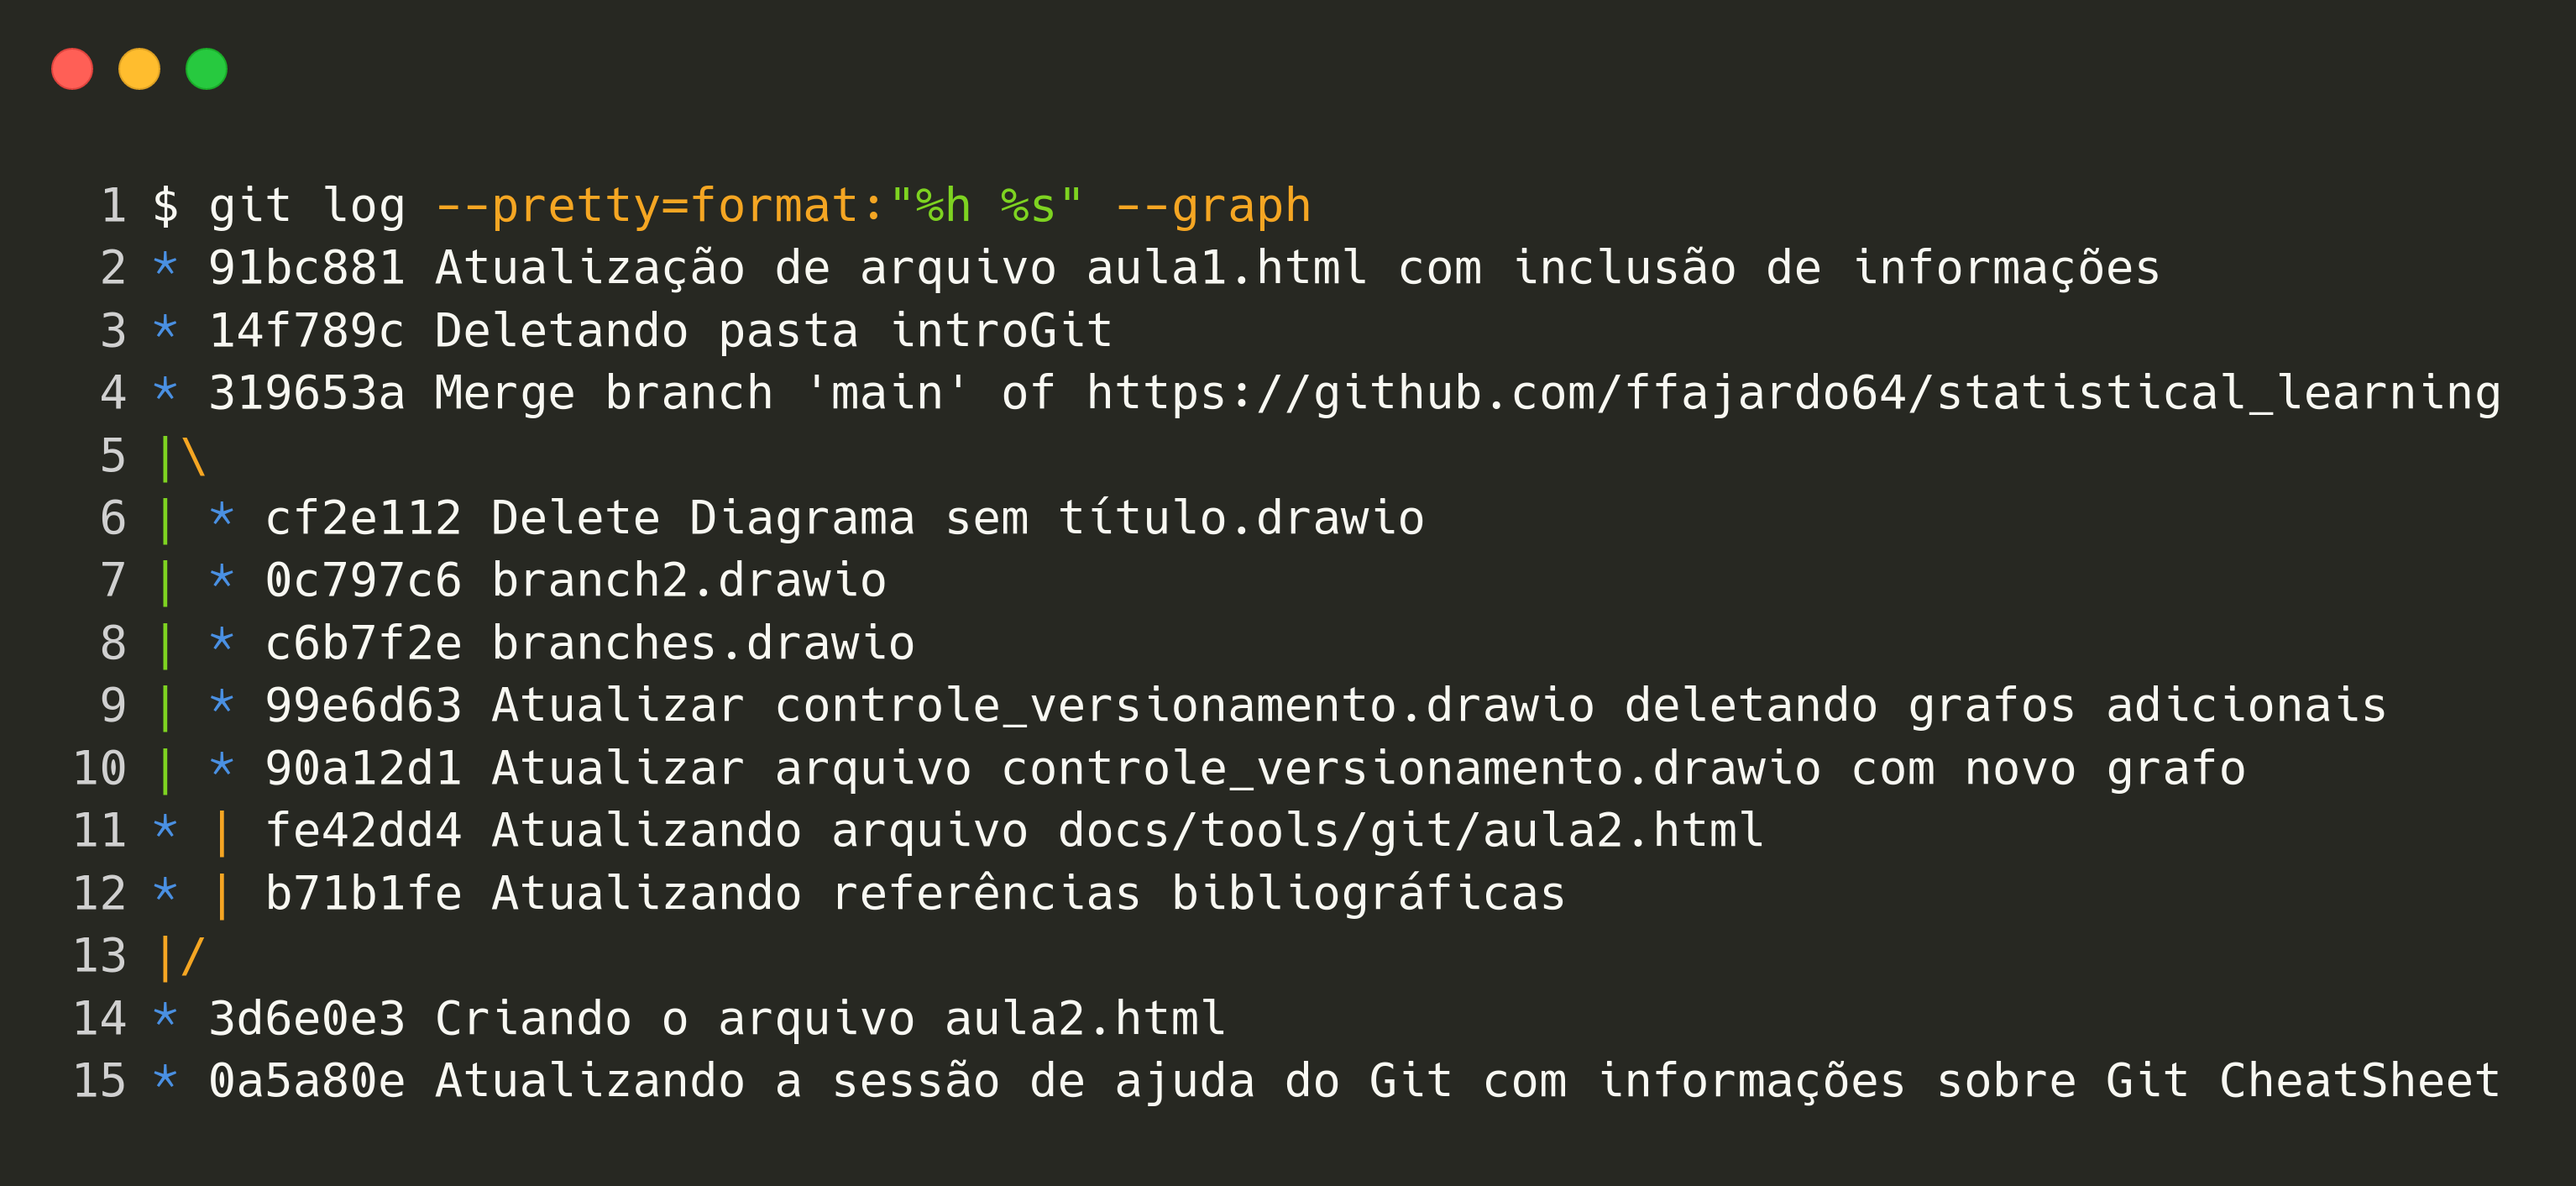 1 $ git log --pretty=format:"%h %s" --graph
2 * 91bc881 Atualização de arquivo aula1.html com inclusão de informações
3 * 14f789c Deletando pasta introGit
4 * 319653a Merge branch 'main' of https://github.com/ffajardo64/statistical_learning
5 |\
6 | * cf2e112 Delete Diagrama sem título.drawio
7 | * 0c797c6 branch2.drawio
8 | * c6b7f2e branches.drawio
9 | * 99e6d63 Atualizar controle_versionamento.drawio deletando grafos adicionais
10 | * 90a12d1 Atualizar arquivo controle_versionamento.drawio com novo grafo
11 * | fe42dd4 Atualizando arquivo docs/tools/git/aula2.html
12 * | b71b1fe Atualizando referências bibliográficas
13 |/
14 * 3d6e0e3 Criando o arquivo aula2.html
15 * 0a5a80e Atualizando a sessão de ajuda do Git com informações sobre Git CheatSheet